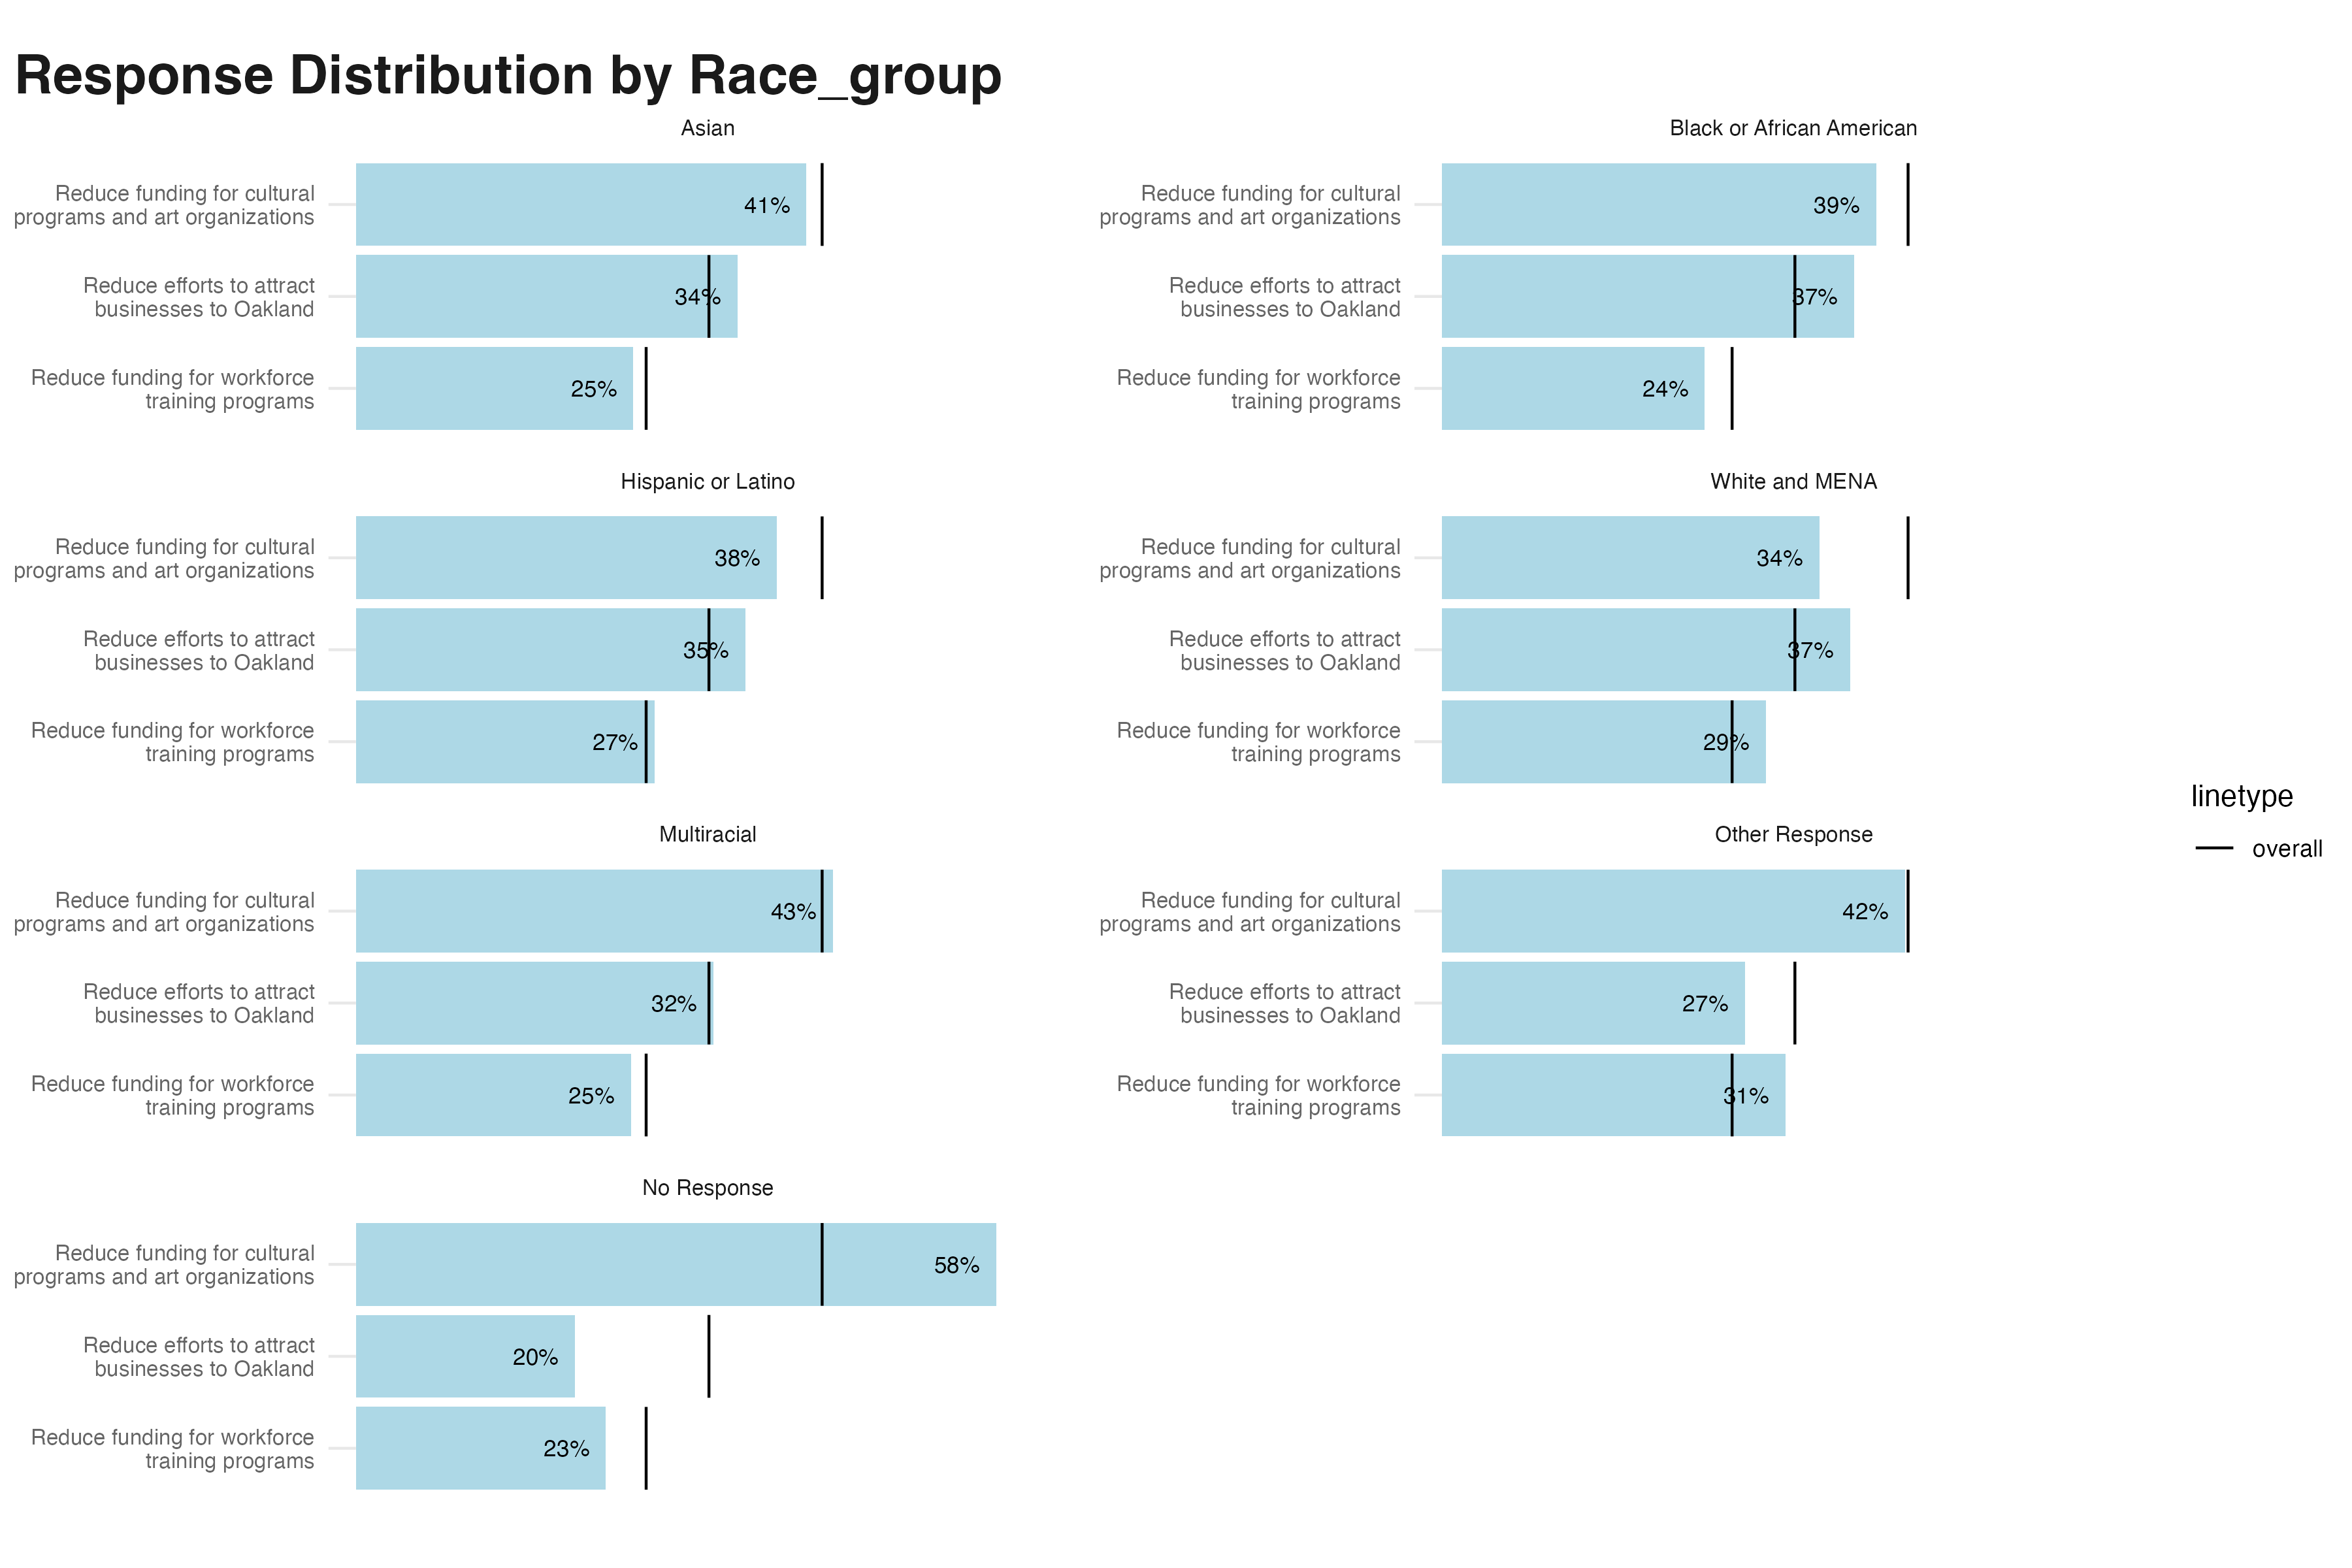 Response Distribution by Race_group
Asian
Reduce funding for cultural
programs and art organizations
41%
Reduce efforts to attract
businesses to Oakland
34%
Reduce funding for workforce
training programs
25%
Black or African American
Reduce funding for cultural
programs and art organizations
39%
Reduce efforts to attract
businesses to Oakland
37%
Reduce funding for workforce
training programs
24%
Hispanic or Latino
Reduce funding for cultural
programs and art organizations
38%
Reduce efforts to attract
businesses to Oakland
35%
Reduce funding for workforce
training programs
27%
White and MENA
Reduce funding for cultural
programs and art organizations
34%
Reduce efforts to attract
businesses to Oakland
37%
Reduce funding for workforce
training programs
29%
Multiracial
Reduce funding for cultural
programs and art organizations
43%
Reduce efforts to attract
businesses to Oakland
32%
Reduce funding for workforce
training programs
25%
Other Response
Reduce funding for cultural
programs and art organizations
42%
Reduce efforts to attract
businesses to Oakland
27%
Reduce funding for workforce
training programs
31%
No Response
Reduce funding for cultural
programs and art organizations
58%
Reduce efforts to attract
businesses to Oakland
20%
Reduce funding for workforce
training programs
23%
linetype
overall